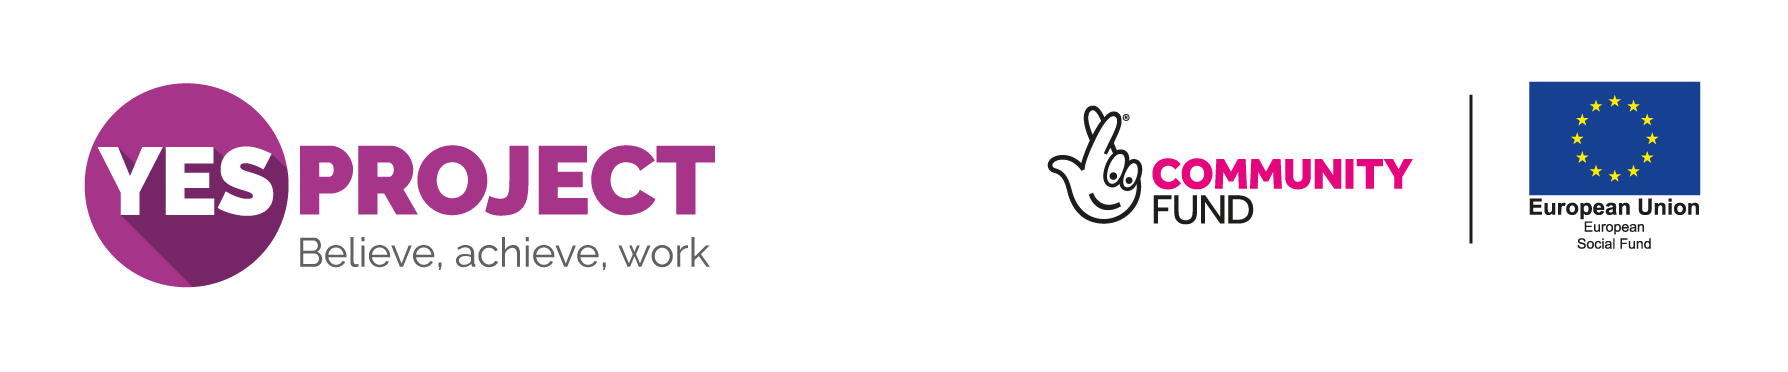 YES PROJECT
Believe, achieve, work
®
COMMUNITY
FUND
European Union
European
Social Fund